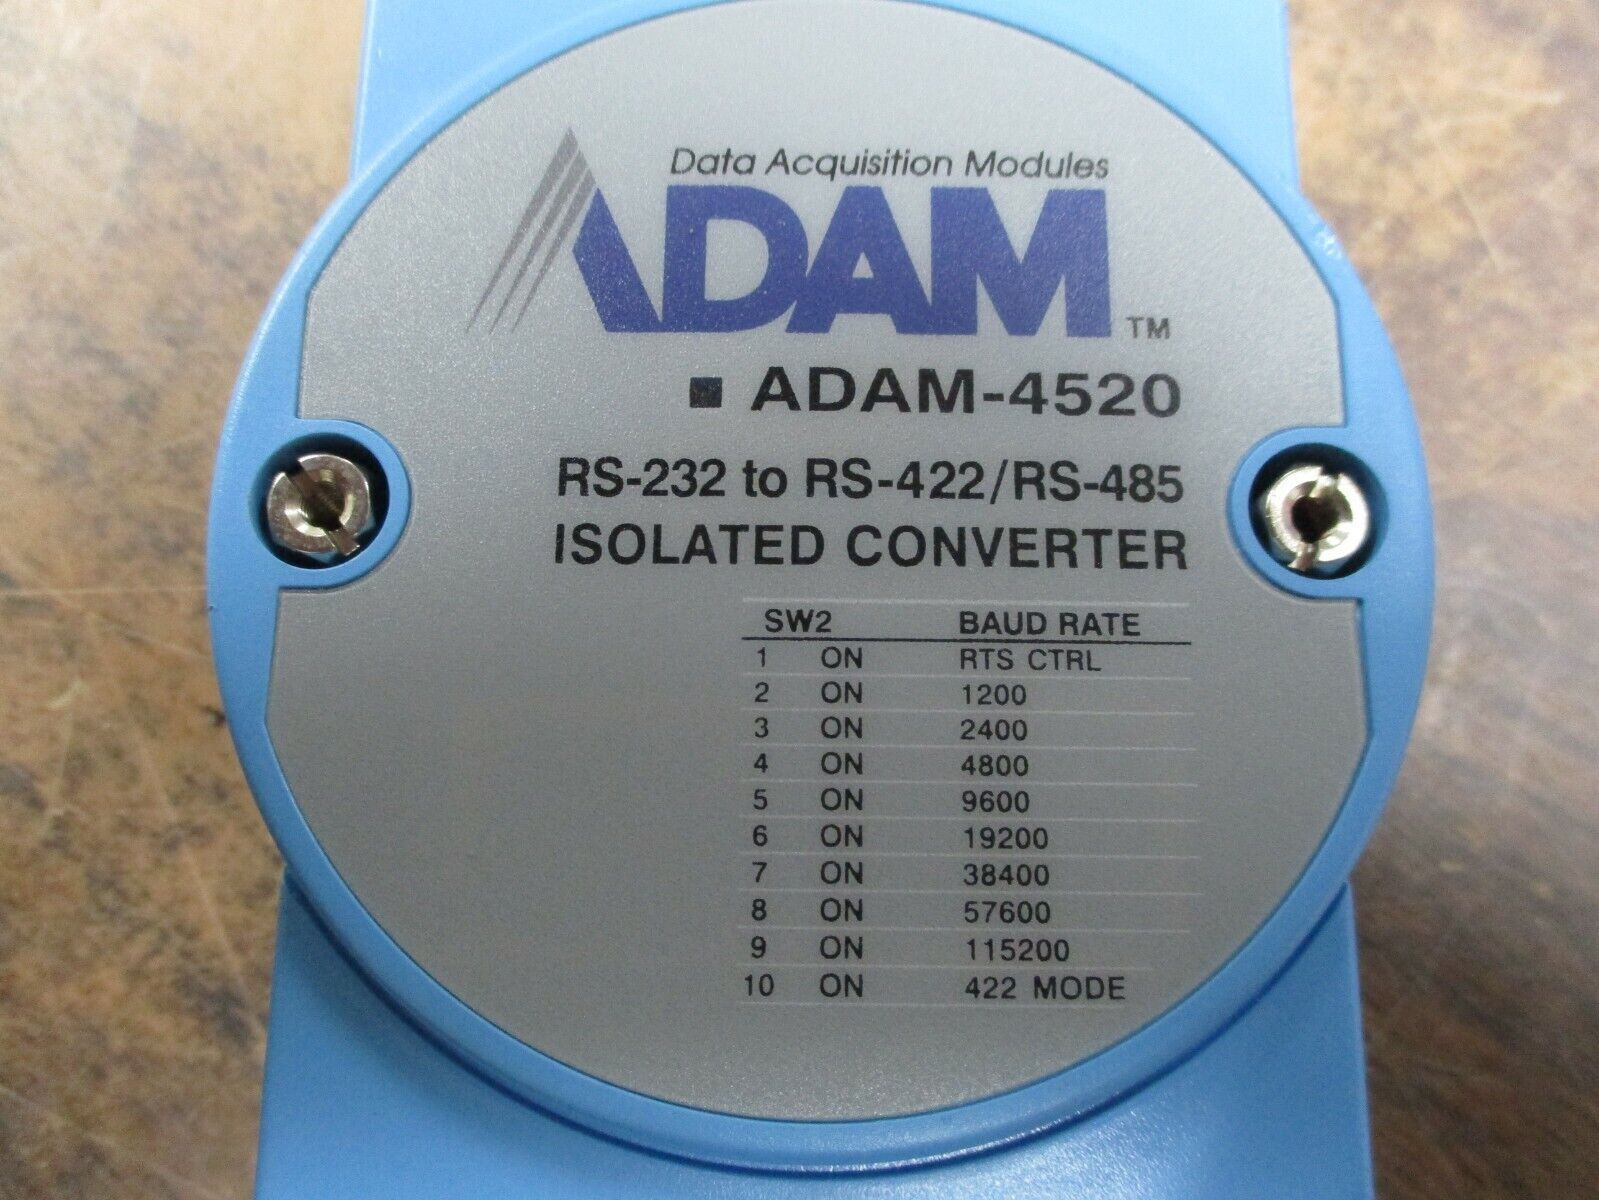 Data Acquisition Modules
ADAM TM
■ ADAM-4520
RS-232 to RS-422/RS-485
ISOLATED CONVERTER
SW2 BAUD RATE
1 ON RTS CTRL
2 ON 1200
3 ON 2400
4 ON 4800
5 ON 9600
6 ON 19200
7 ON 38400
8 ON 57600
9 ON 115200
10 ON 422 MODE